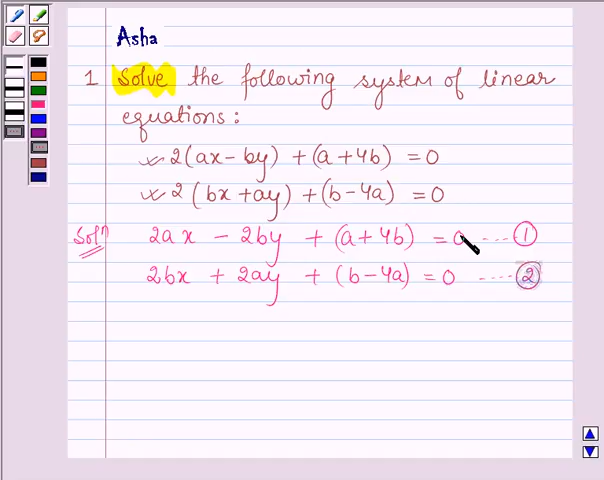 Asha
1 Solve the following system of linear
equations:
2(ax-by) + (a+4b) = 0
2(bx+ay) + (b-4a) = 0
Solⁿ 2ax - 2by + (a+4b) = 0 ---- ①
2bx + 2ay + (b-4a) = 0 ---- ②